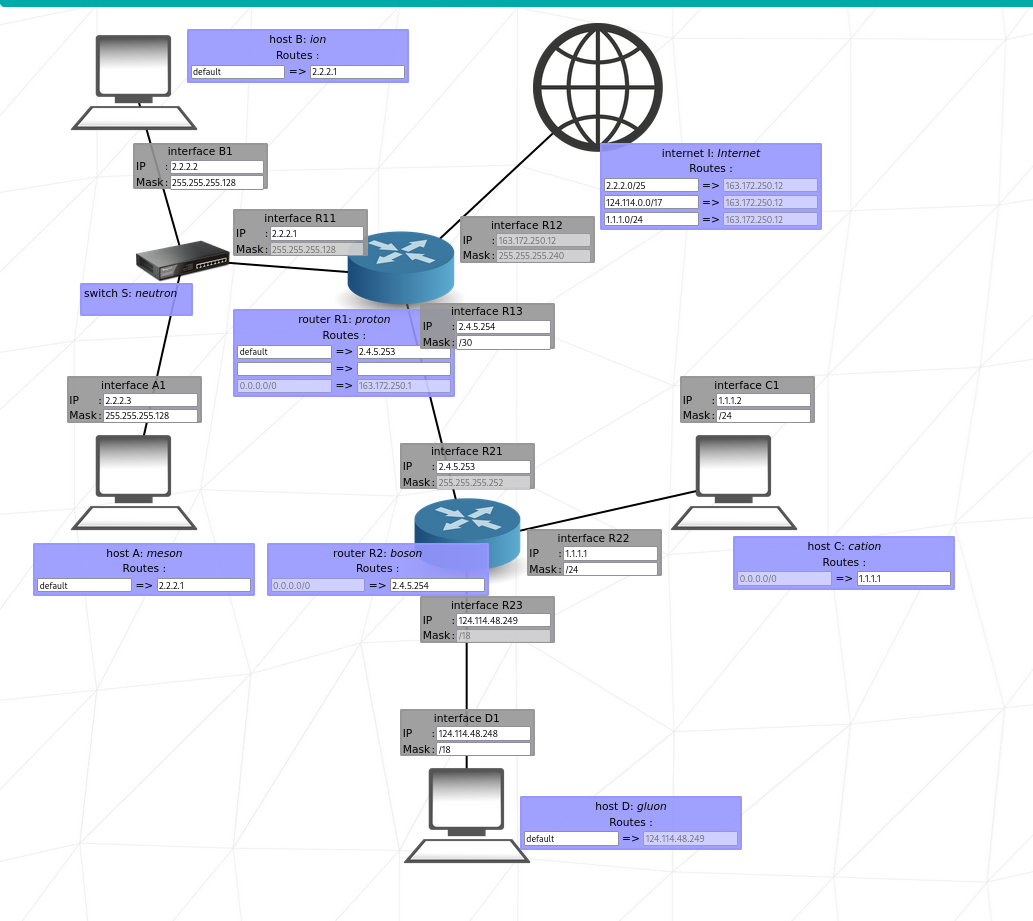 host B: ion
Routes :
default => 2.2.2.1
interface B1
IP : 2.2.2.2
Mask : 255.255.255.128
internet I: Internet
Routes :
2.2.2.0/25 => 163.172.250.12
124.114.0.0/17 => 163.172.250.12
1.1.1.0/24 => 163.172.250.12
interface R11
IP : 2.2.2.1
Mask : 255.255.255.128
interface R12
IP : 163.172.250.12
Mask : 255.255.255.240
switch S: neutron
router R1: proton
Routes :
default => 2.4.5.253
=>
0.0.0.0/0 => 163.172.250.1
interface R13
IP : 2.4.5.254
Mask : /30
interface A1
IP : 2.2.2.3
Mask : 255.255.255.128
interface C1
IP : 1.1.1.2
Mask : /24
interface R21
IP : 2.4.5.253
Mask : 255.255.255.252
host A: meson
Routes :
default => 2.2.2.1
router R2: boson
Routes :
0.0.0.0/0 => 2.4.5.254
interface R22
IP : 1.1.1.1
Mask : /24
host C: cation
Routes :
0.0.0.0/0 => 1.1.1.1
interface R23
IP : 124.114.48.249
Mask : /18
interface D1
IP : 124.114.48.248
Mask : /18
host D: gluon
Routes :
default => 124.114.48.249